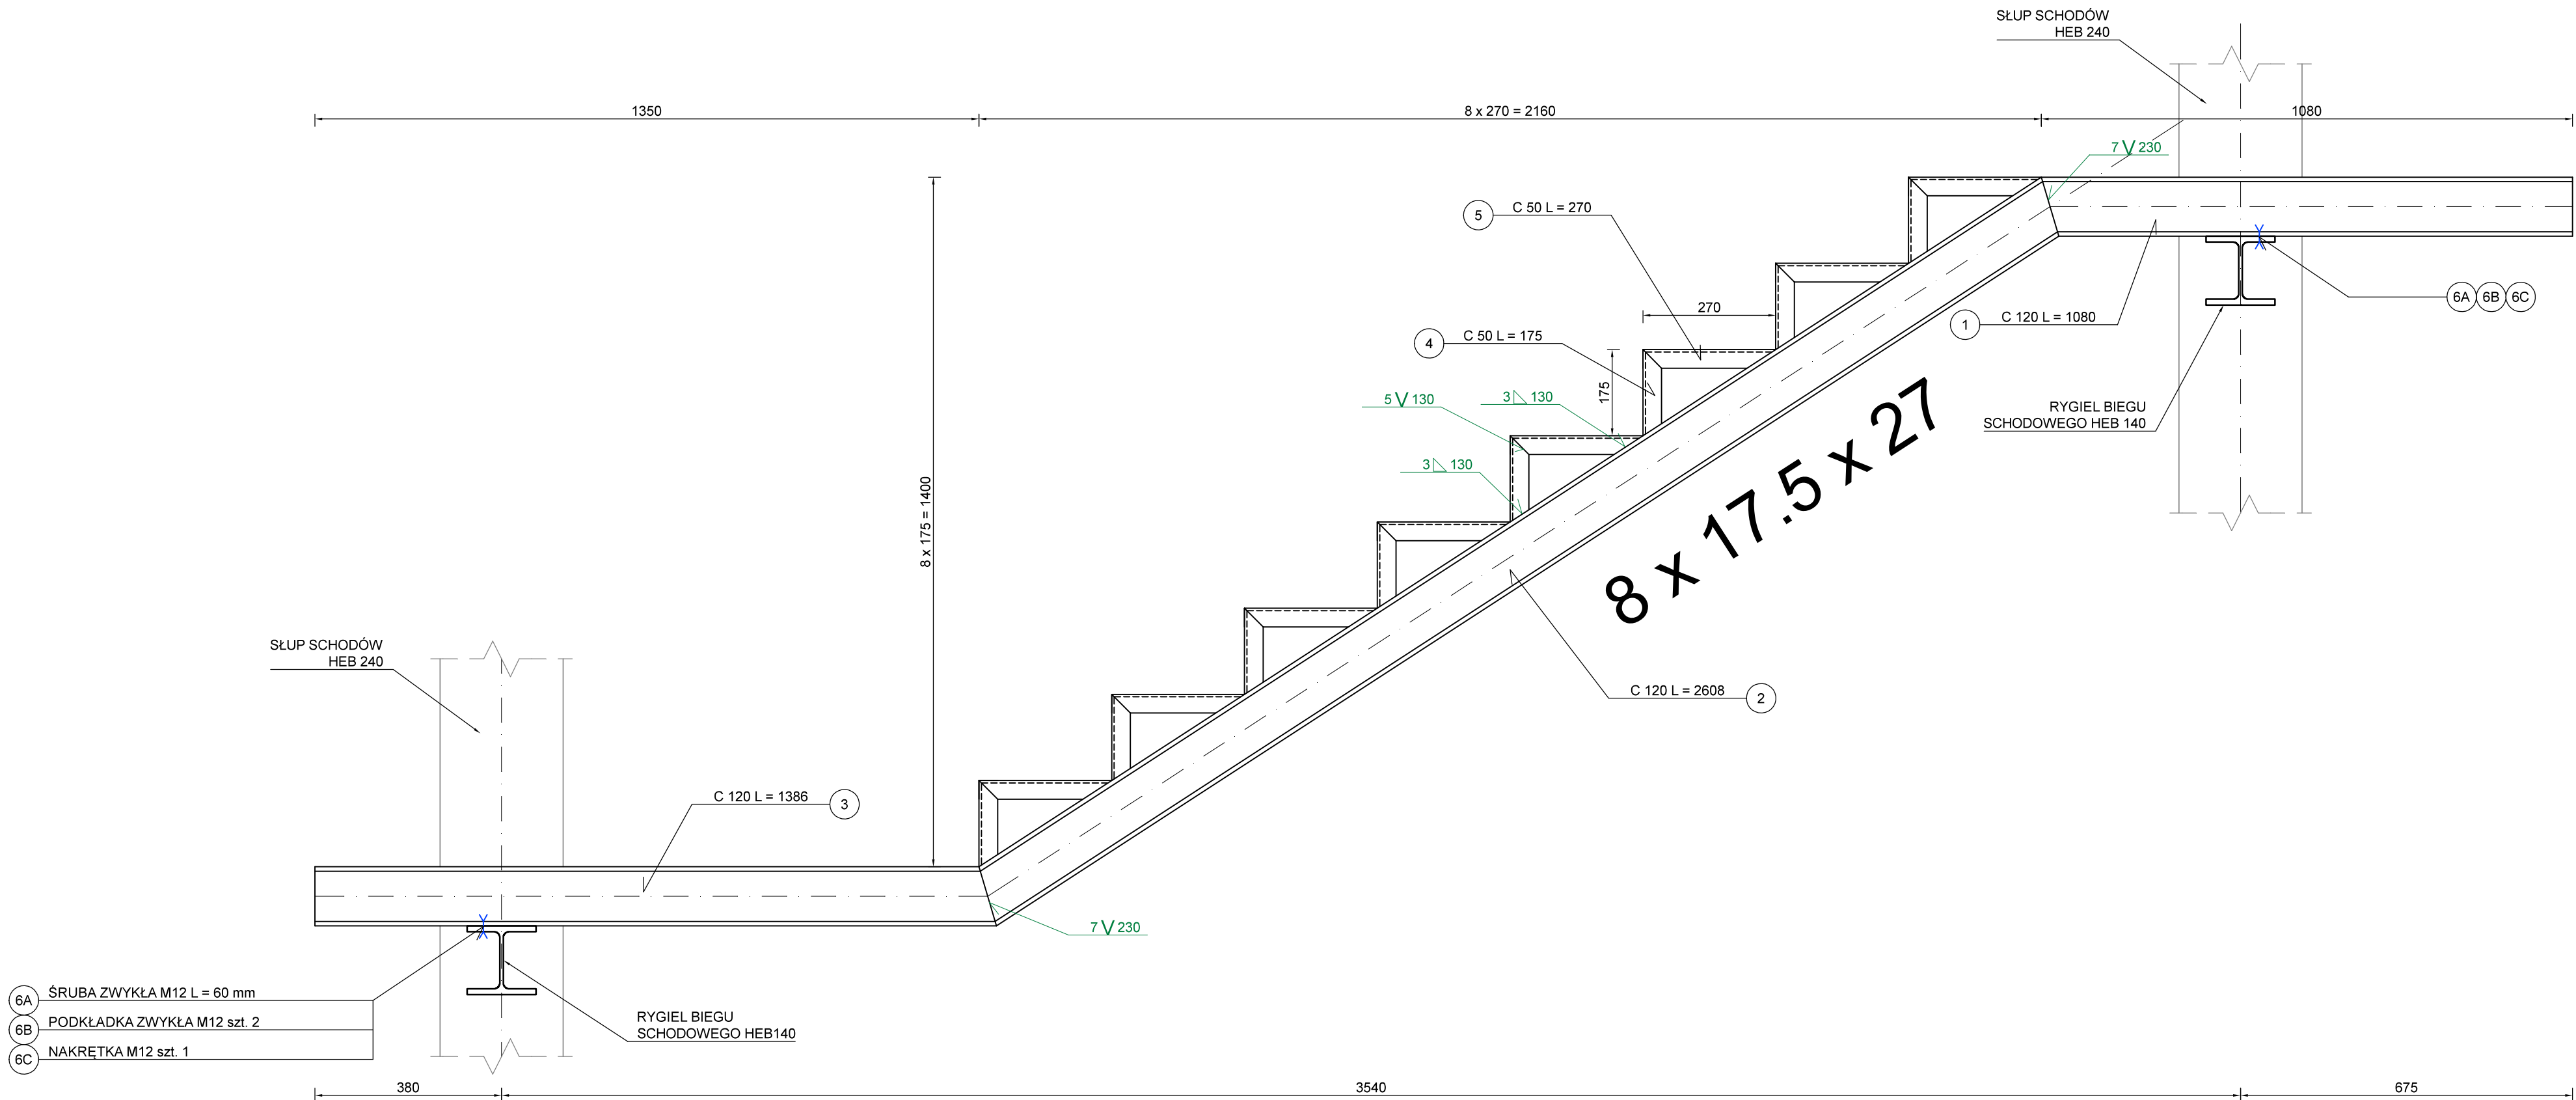 SŁUP SCHODÓW
HEB 240
1350
8 x 270 = 2160
1080
7 V 230
5
C 50 L = 270
270
4
C 50 L = 175
175
1
C 120 L = 1080
6A
6B
6C
RYGIEL BIEGU
SCHODOWEGO HEB 140
5 V 130
3 130
3 130
8 x 17.5 x 27
8 x 175 = 1400
SŁUP SCHODÓW
HEB 240
C 120 L = 2608
2
C 120 L = 1386
3
7 V 230
6A ŚRUBA ZWYKŁA M12 L = 60 mm
6B PODKŁADKA ZWYKŁA M12 szt. 2
6C NAKRĘTKA M12 szt. 1
RYGIEL BIEGU
SCHODOWEGO HEB140
380
3540
675